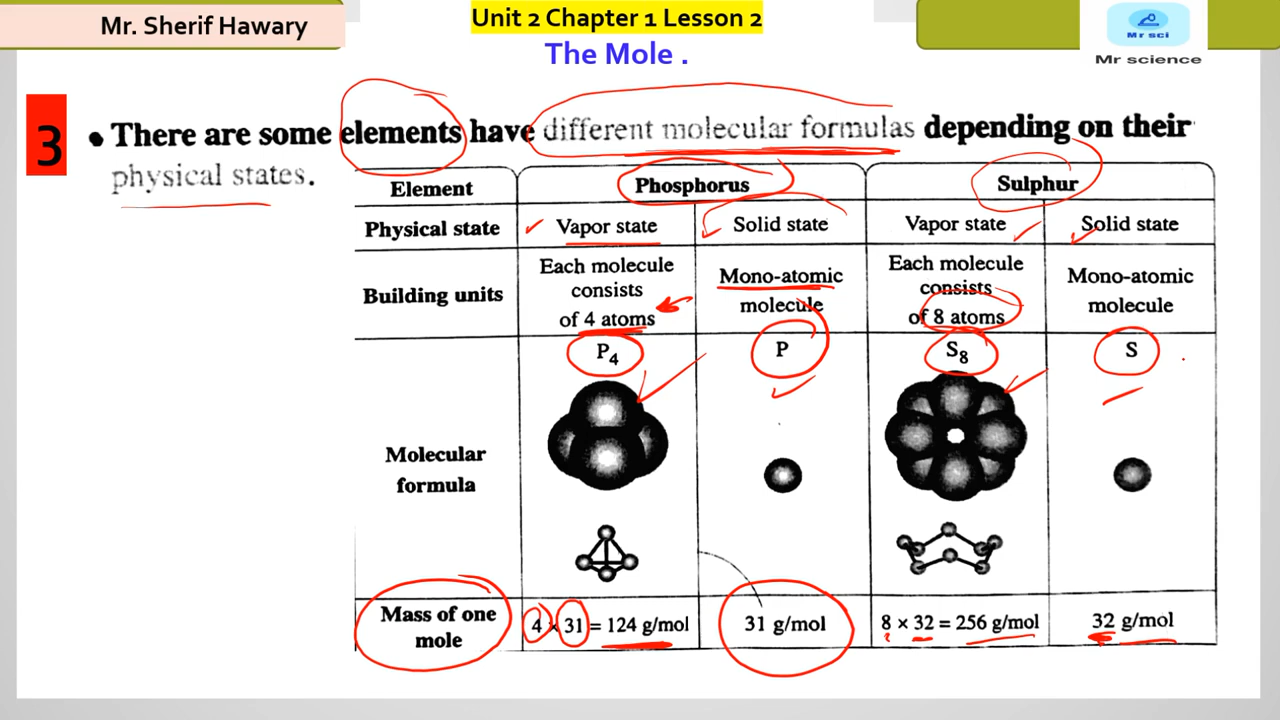 Mr. Sherif Hawary
Unit 2 Chapter 1 Lesson 2
The Mole .
Mr sci
Mr science
3
• There are some elements have different molecular formulas depending on their
physical states.
Element Phosphorus Sulphur
Physical state Vapor state Solid state Vapor state Solid state
Building units Each molecule consists of 4 atoms Mono-atomic molecule Each molecule consists of 8 atoms Mono-atomic molecule
Molecular formula P₄ P S₈ S
Mass of one mole 4 × 31 = 124 g/mol 31 g/mol 8 × 32 = 256 g/mol 32 g/mol